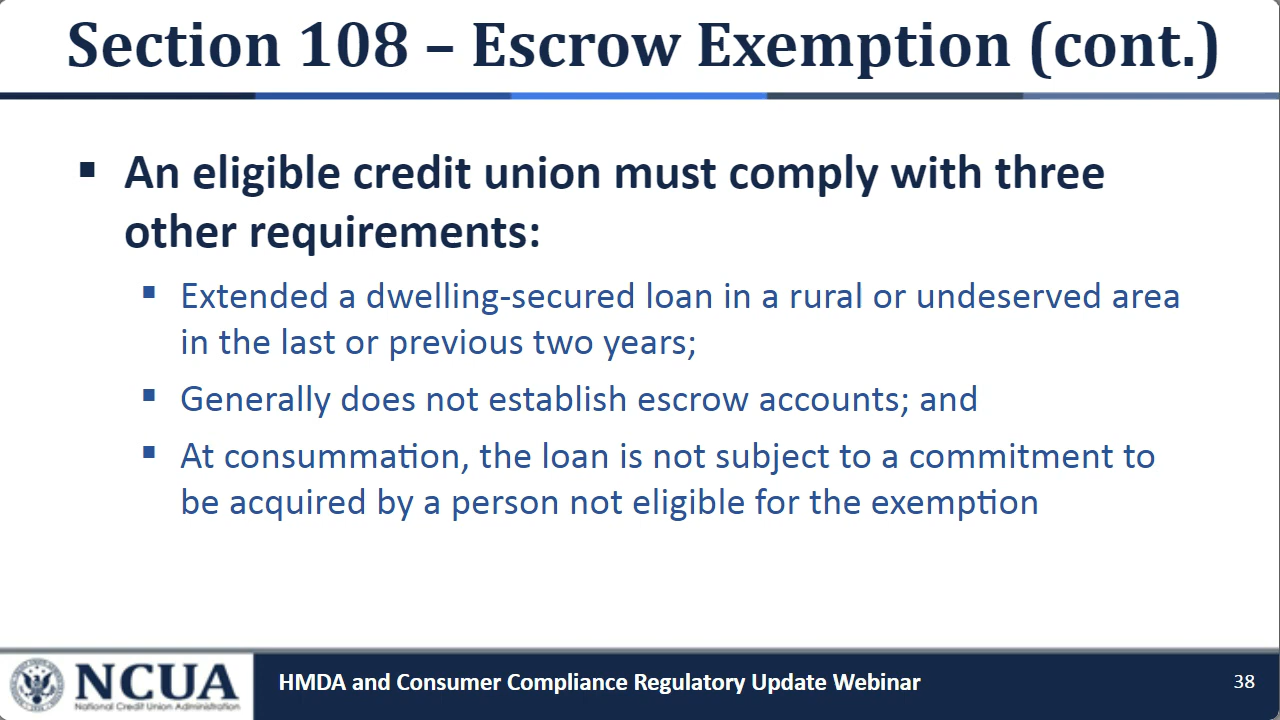 Section 108 – Escrow Exemption (cont.)
▪ An eligible credit union must comply with three
other requirements:
▪ Extended a dwelling-secured loan in a rural or undeserved area
in the last or previous two years;
▪ Generally does not establish escrow accounts; and
▪ At consummation, the loan is not subject to a commitment to
be acquired by a person not eligible for the exemption
NCUA
National Credit Union Administration
HMDA and Consumer Compliance Regulatory Update Webinar
38